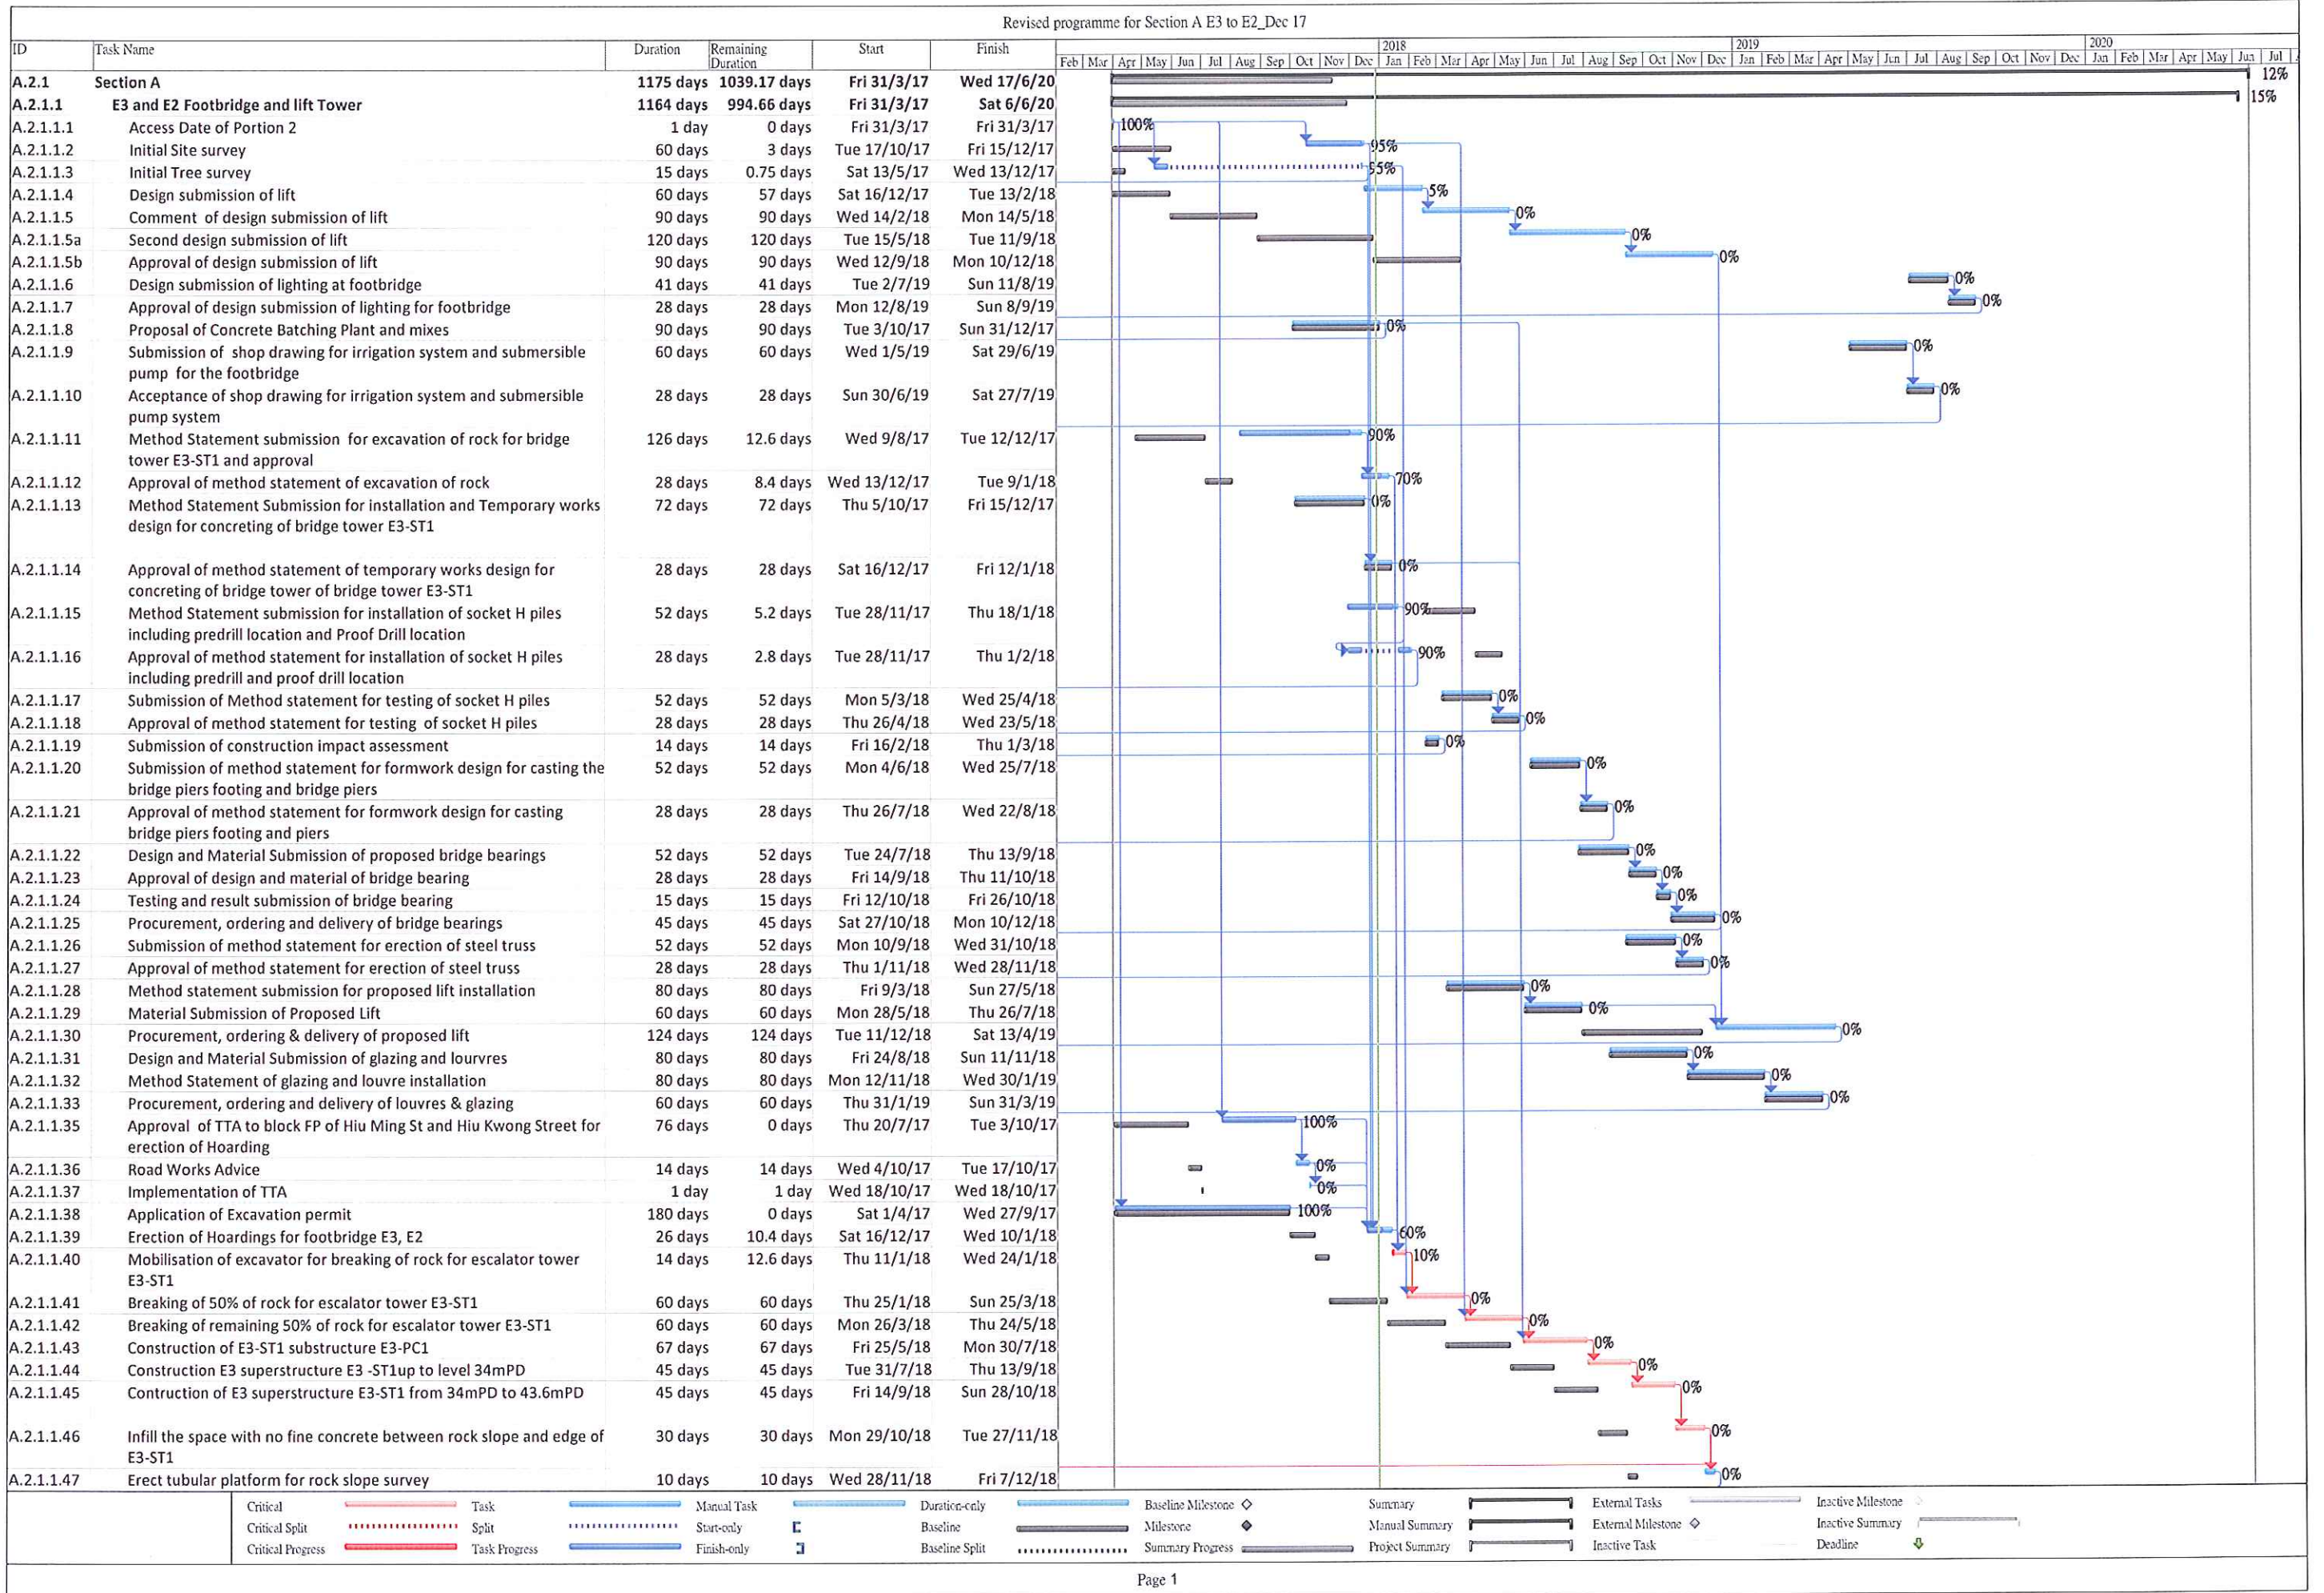 Revised programme for Section A E3 to E2_Dec 17
ID Task Name Duration Remaining Duration Start Finish
2018 2019 2020
Feb Mar Apr May Jun Jul Aug Sep Oct Nov Dec Jan Feb Mar Apr May Jun Jul Aug Sep Oct Nov Dec Jan Feb Mar Apr May Jun Jul Aug Sep Oct Nov Dec Jan Feb Mar Apr May Jun Jul
A.2.1 Section A 1175 days 1039.17 days Fri 31/3/17 Wed 17/6/20 12%
A.2.1.1 E3 and E2 Footbridge and lift Tower 1164 days 994.66 days Fri 31/3/17 Sat 6/6/20 15%
A.2.1.1.1 Access Date of Portion 2 1 day 0 days Fri 31/3/17 Fri 31/3/17 100%
A.2.1.1.2 Initial Site survey 60 days 3 days Tue 17/10/17 Fri 15/12/17 95%
A.2.1.1.3 Initial Tree survey 15 days 0.75 days Sat 13/5/17 Wed 13/12/17
A.2.1.1.4 Design submission of lift 60 days 57 days Sat 16/12/17 Tue 13/2/18 5%
A.2.1.1.5 Comment of design submission of lift 90 days 90 days Wed 14/2/18 Mon 14/5/18 0%
A.2.1.1.5a Second design submission of lift 120 days 120 days Tue 15/5/18 Tue 11/9/18 0%
A.2.1.1.5b Approval of design submission of lift 90 days 90 days Wed 12/9/18 Mon 10/12/18 0%
A.2.1.1.6 Design submission of lighting at footbridge 41 days 41 days Tue 2/7/19 Sun 11/8/19 0%
A.2.1.1.7 Approval of design submission of lighting for footbridge 28 days 28 days Mon 12/8/19 Sun 8/9/19 0%
A.2.1.1.8 Proposal of Concrete Batching Plant and mixes 90 days 90 days Tue 3/10/17 Sun 31/12/17 0%
A.2.1.1.9 Submission of shop drawing for irrigation system and submersible 60 days 60 days Wed 1/5/19 Sat 29/6/19 0%
pump for the footbridge
A.2.1.1.10 Acceptance of shop drawing for irrigation system and submersible 28 days 28 days Sun 30/6/19 Sat 27/7/19 0%
pump system
A.2.1.1.11 Method Statement submission for excavation of rock for bridge 126 days 12.6 days Wed 9/8/17 Tue 12/12/17 90%
tower E3-ST1 and approval
A.2.1.1.12 Approval of method statement of excavation of rock 28 days 8.4 days Wed 13/12/17 Tue 9/1/18 70%
A.2.1.1.13 Method Statement Submission for installation and Temporary works 72 days 72 days Thu 5/10/17 Fri 15/12/17 0%
design for concreting of bridge tower E3-ST1
A.2.1.1.14 Approval of method statement of temporary works design for 28 days 28 days Sat 16/12/17 Fri 12/1/18 0%
concreting of bridge tower of bridge tower E3-ST1
A.2.1.1.15 Method Statement submission for installation of socket H piles 52 days 5.2 days Tue 28/11/17 Thu 18/1/18 90%
including predrill location and Proof Drill location
A.2.1.1.16 Approval of method statement for installation of socket H piles 28 days 2.8 days Tue 28/11/17 Thu 1/2/18 90%
including predrill and proof drill location
A.2.1.1.17 Submission of Method statement for testing of socket H piles 52 days 52 days Mon 5/3/18 Wed 25/4/18 0%
A.2.1.1.18 Approval of method statement for testing of socket H piles 28 days 28 days Thu 26/4/18 Wed 23/5/18 0%
A.2.1.1.19 Submission of construction impact assessment 14 days 14 days Fri 16/2/18 Thu 1/3/18 0%
A.2.1.1.20 Submission of method statement for formwork design for casting the 52 days 52 days Mon 4/6/18 Wed 25/7/18 0%
bridge piers footing and bridge piers
A.2.1.1.21 Approval of method statement for formwork design for casting 28 days 28 days Thu 26/7/18 Wed 22/8/18 0%
bridge piers footing and piers
A.2.1.1.22 Design and Material Submission of proposed bridge bearings 52 days 52 days Tue 24/7/18 Thu 13/9/18 0%
A.2.1.1.23 Approval of design and material of bridge bearing 28 days 28 days Fri 14/9/18 Thu 11/10/18 0%
A.2.1.1.24 Testing and result submission of bridge bearing 15 days 15 days Fri 12/10/18 Fri 26/10/18 0%
A.2.1.1.25 Procurement, ordering and delivery of bridge bearings 45 days 45 days Sat 27/10/18 Mon 10/12/18 0%
A.2.1.1.26 Submission of method statement for erection of steel truss 52 days 52 days Mon 10/9/18 Wed 31/10/18 0%
A.2.1.1.27 Approval of method statement for erection of steel truss 28 days 28 days Thu 1/11/18 Wed 28/11/18 0%
A.2.1.1.28 Method statement submission for proposed lift installation 80 days 80 days Fri 9/3/18 Sun 27/5/18 0%
A.2.1.1.29 Material Submission of Proposed Lift 60 days 60 days Mon 28/5/18 Thu 26/7/18 0%
A.2.1.1.30 Procurement, ordering & delivery of proposed lift 124 days 124 days Tue 11/12/18 Sat 13/4/19 0%
A.2.1.1.31 Design and Material Submission of glazing and lourvres 80 days 80 days Fri 24/8/18 Sun 11/11/18 0%
A.2.1.1.32 Method Statement of glazing and louvre installation 80 days 80 days Mon 12/11/18 Wed 30/1/19 0%
A.2.1.1.33 Procurement, ordering and delivery of louvres & glazing 60 days 60 days Thu 31/1/19 Sun 31/3/19 0%
A.2.1.1.35 Approval of TTA to block FP of Hiu Ming St and Hiu Kwong Street for 76 days 0 days Thu 20/7/17 Tue 3/10/17 100%
erection of Hoarding
A.2.1.1.36 Road Works Advice 14 days 14 days Wed 4/10/17 Tue 17/10/17 0%
A.2.1.1.37 Implementation of TTA 1 day 1 day Wed 18/10/17 Wed 18/10/17 0%
A.2.1.1.38 Application of Excavation permit 180 days 0 days Sat 1/4/17 Wed 27/9/17 100%
A.2.1.1.39 Erection of Hoardings for footbridge E3, E2 26 days 10.4 days Sat 16/12/17 Wed 10/1/18 60%
A.2.1.1.40 Mobilisation of excavator for breaking of rock for escalator tower 14 days 12.6 days Thu 11/1/18 Wed 24/1/18 10%
E3-ST1
A.2.1.1.41 Breaking of 50% of rock for escalator tower E3-ST1 60 days 60 days Thu 25/1/18 Sun 25/3/18 0%
A.2.1.1.42 Breaking of remaining 50% of rock for escalator tower E3-ST1 60 days 60 days Mon 26/3/18 Thu 24/5/18 0%
A.2.1.1.43 Construction of E3-ST1 substructure E3-PC1 67 days 67 days Fri 25/5/18 Mon 30/7/18 0%
A.2.1.1.44 Construction E3 superstructure E3 -ST1up to level 34mPD 45 days 45 days Tue 31/7/18 Thu 13/9/18 0%
A.2.1.1.45 Contruction of E3 superstructure E3-ST1 from 34mPD to 43.6mPD 45 days 45 days Fri 14/9/18 Sun 28/10/18 0%
A.2.1.1.46 Infill the space with no fine concrete between rock slope and edge of 30 days 30 days Mon 29/10/18 Tue 27/11/18 0%
E3-ST1
A.2.1.1.47 Erect tubular platform for rock slope survey 10 days 10 days Wed 28/11/18 Fri 7/12/18 0%
Critical Task Manual Task Duration-only Baseline Milestone Summary External Tasks Inactive Milestone
Critical Split Split Start-only Baseline Milestone Manual Summary External Milestone Inactive Summary
Critical Progress Task Progress Finish-only Baseline Split Summary Progress Project Summary Inactive Task Deadline
Page 1